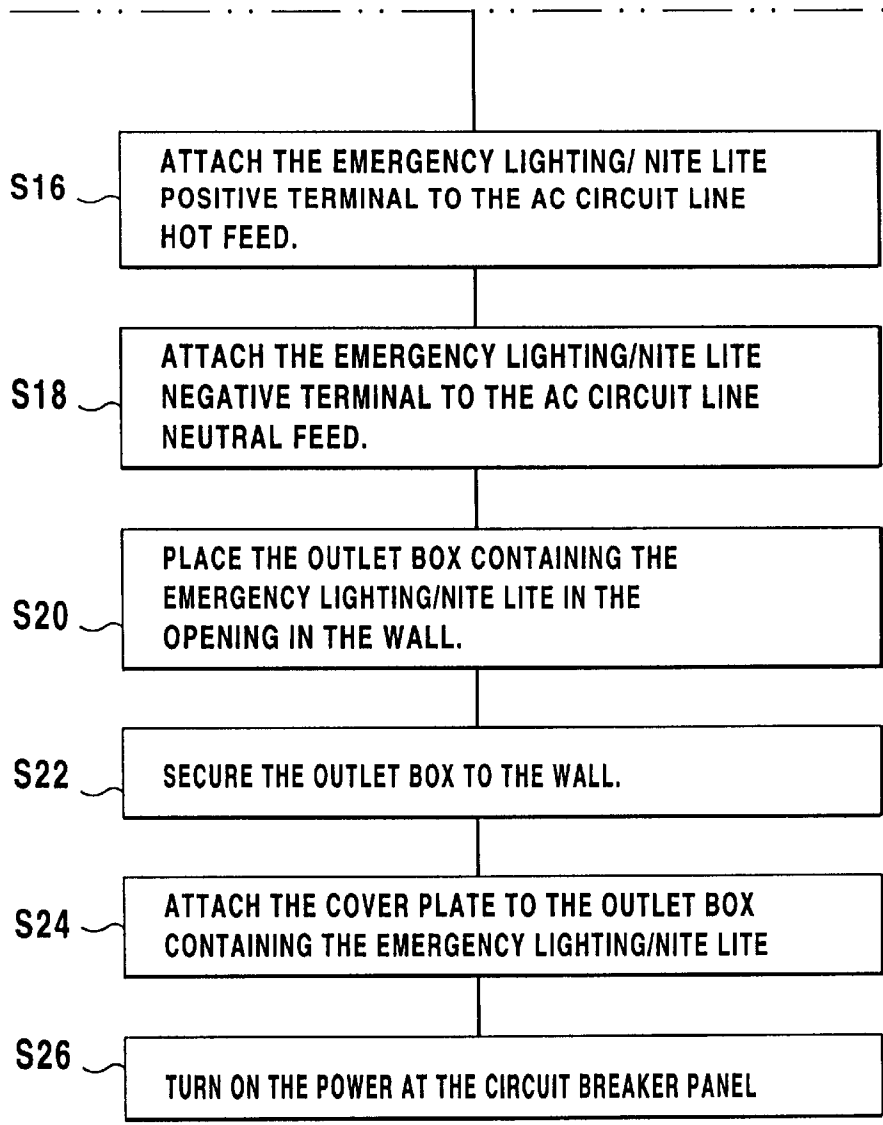 S16
ATTACH THE EMERGENCY LIGHTING/ NITE LITE
POSITIVE TERMINAL TO THE AC CIRCUIT LINE
HOT FEED.
S18
ATTACH THE EMERGENCY LIGHTING/NITE LITE
NEGATIVE TERMINAL TO THE AC CIRCUIT LINE
NEUTRAL FEED.
S20
PLACE THE OUTLET BOX CONTAINING THE
EMERGENCY LIGHTING/NITE LITE IN THE
OPENING IN THE WALL.
S22
SECURE THE OUTLET BOX TO THE WALL.
S24
ATTACH THE COVER PLATE TO THE OUTLET BOX
CONTAINING THE EMERGENCY LIGHTING/NITE LITE
S26
TURN ON THE POWER AT THE CIRCUIT BREAKER PANEL